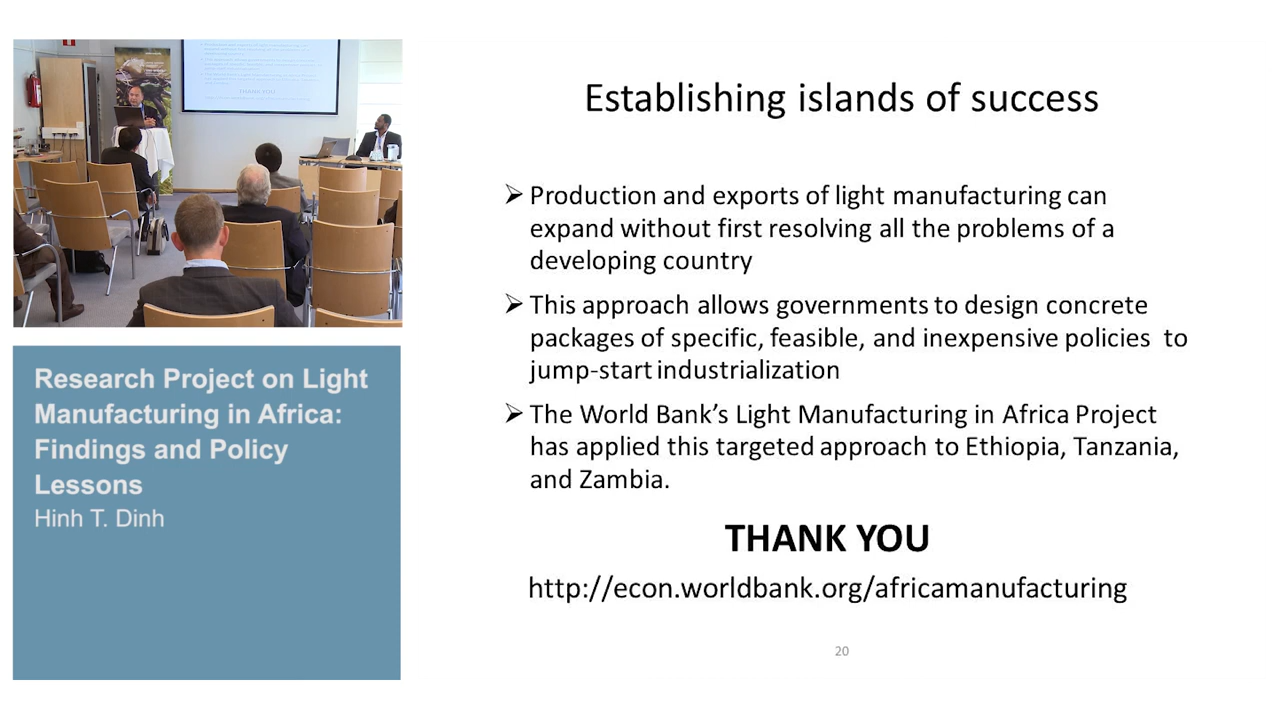 Research Project on Light
Manufacturing in Africa:
Findings and Policy
Lessons
Hinh T. Dinh
Establishing islands of success
➢ Production and exports of light manufacturing can
expand without first resolving all the problems of a
developing country
➢ This approach allows governments to design concrete
packages of specific, feasible, and inexpensive policies to
jump-start industrialization
➢ The World Bank’s Light Manufacturing in Africa Project
has applied this targeted approach to Ethiopia, Tanzania,
and Zambia.
THANK YOU
http://econ.worldbank.org/africamanufacturing
20
THANK YOU